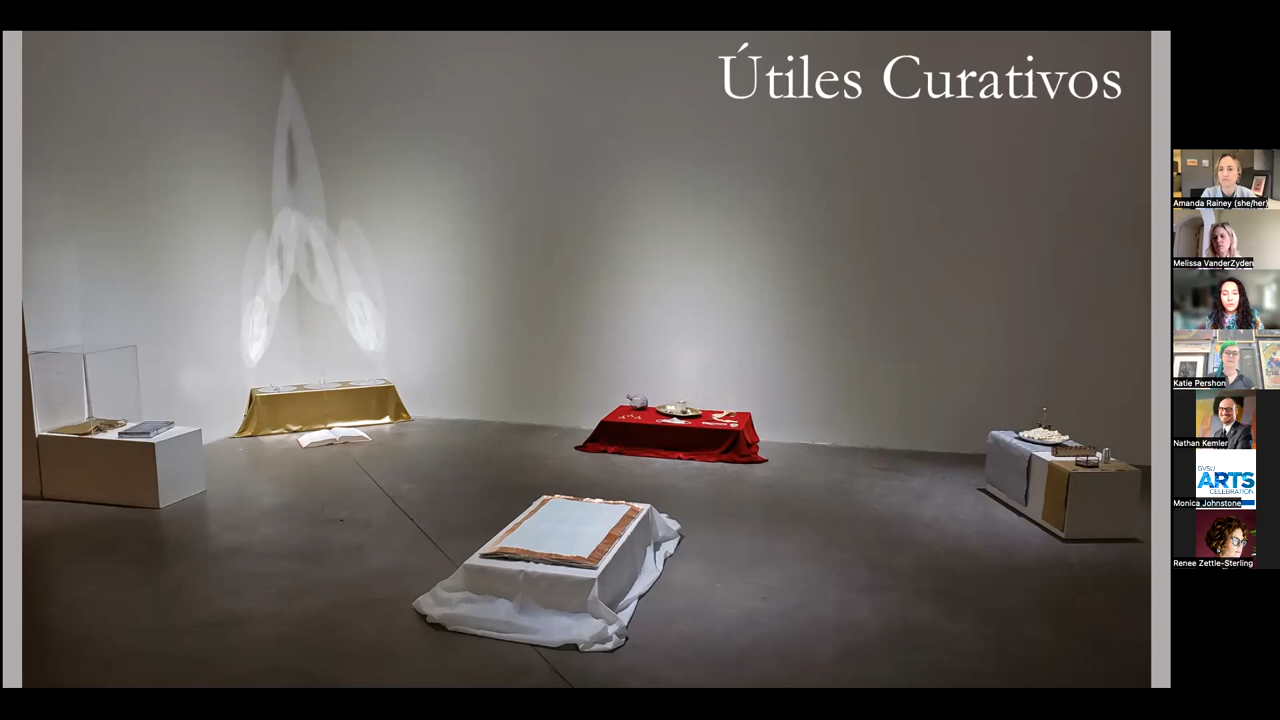 Útiles Curativos
Amanda Rainey (she/her)
Melissa VanderZyden
Katie Pershon
Nathan Kemler
GVSU
ARTS
CELEBRATION
Monica Johnstone
Renee Zettle-Sterling